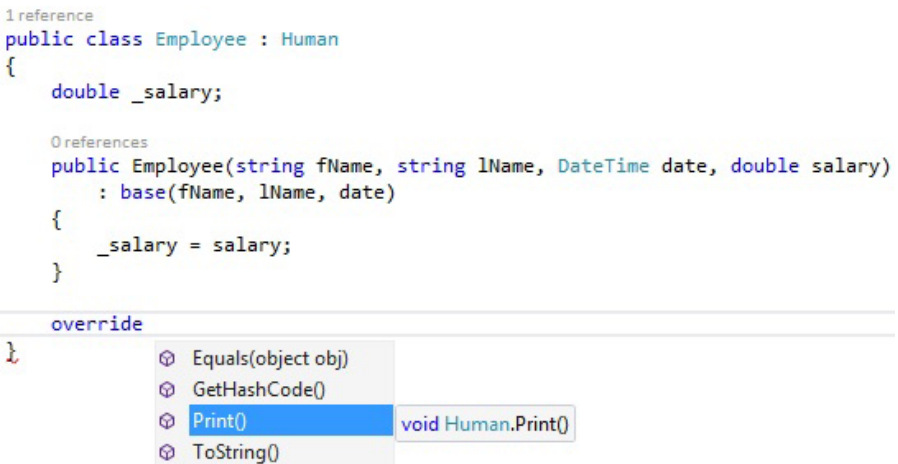 1 reference
public class Employee : Human
{
double _salary;
0 references
public Employee(string fName, string lName, DateTime date, double salary)
: base(fName, lName, date)
{
_salary = salary;
}
override
}
Equals(object obj)
GetHashCode()
Print()
void Human.Print()
ToString()